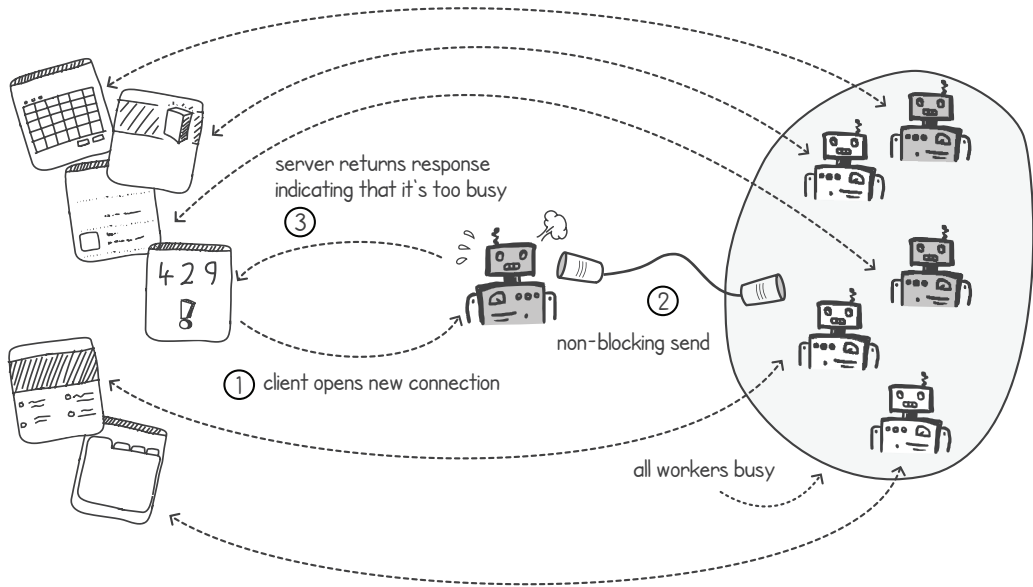 server returns response
indicating that it's too busy
3
429
!
2
non-blocking send
1 client opens new connection
all workers busy